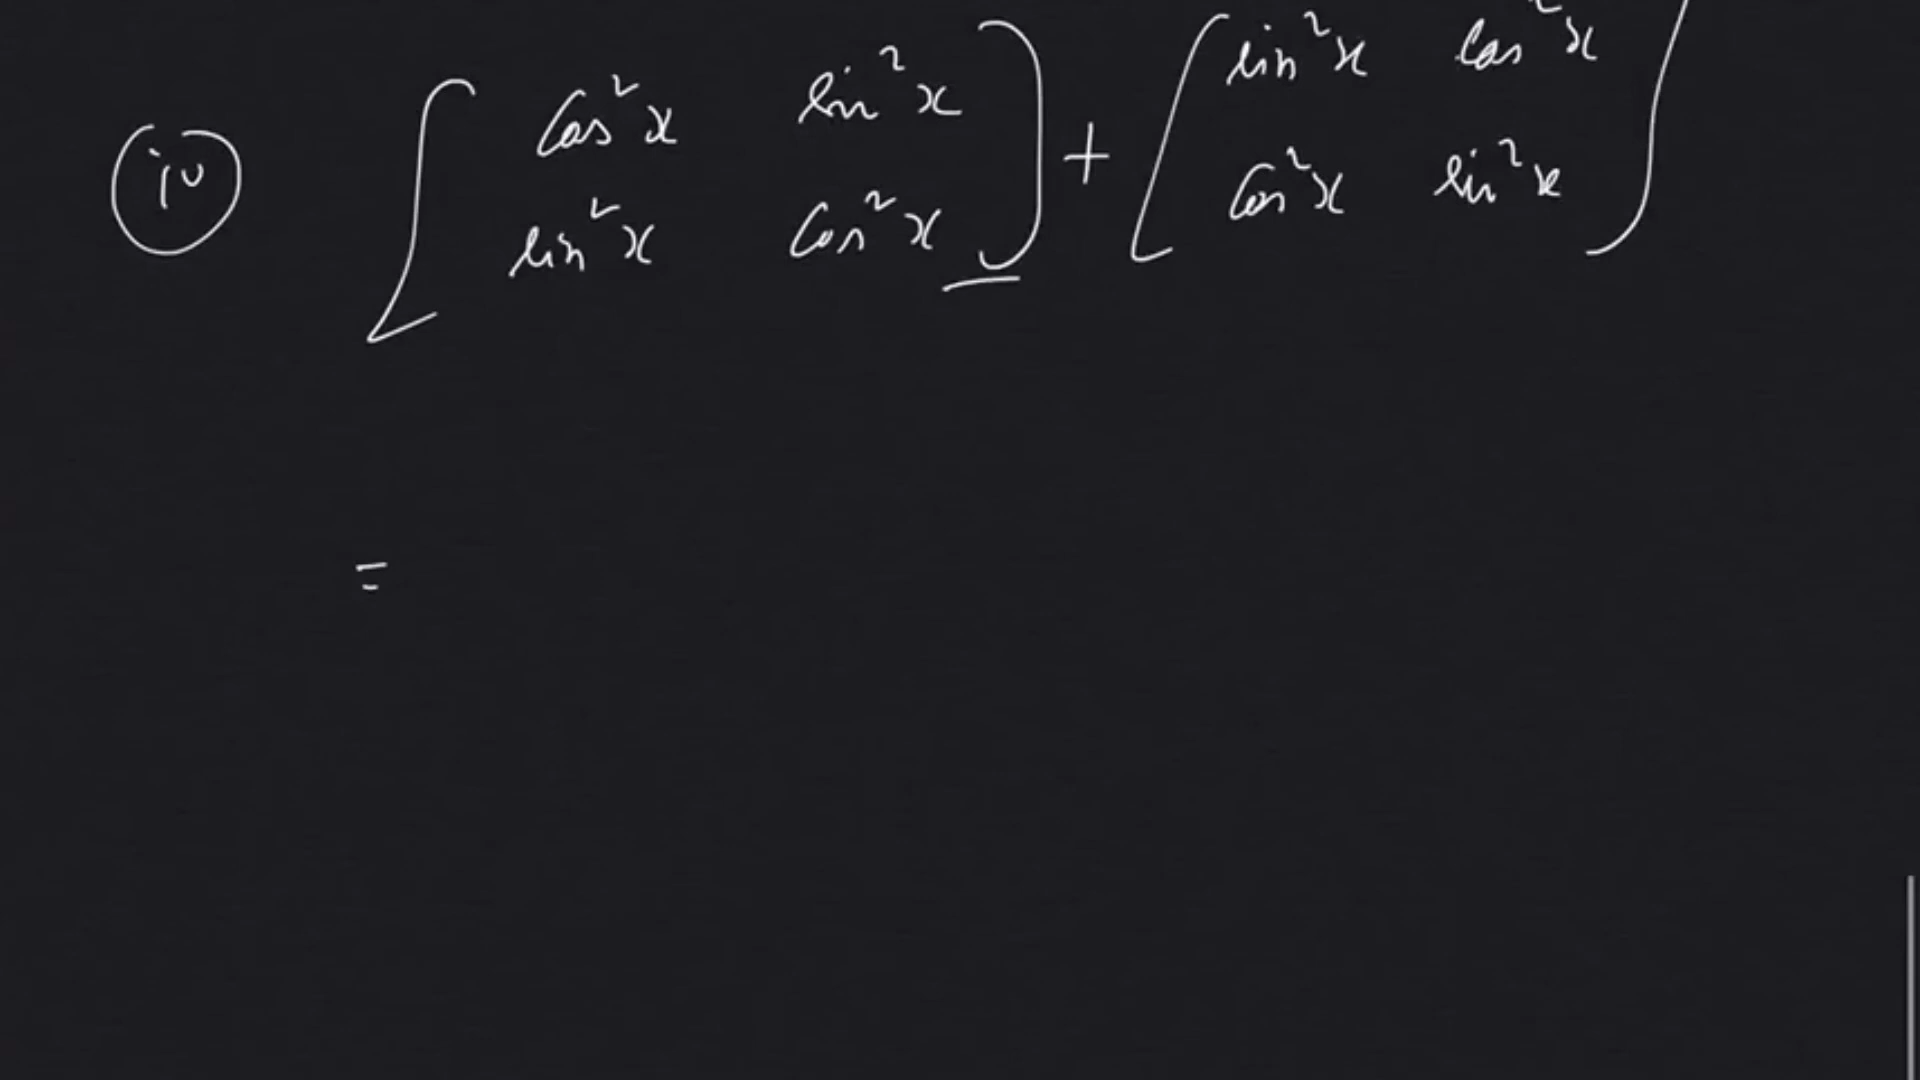 (iv) [cos²x sin²x] + [sin²x cos²x]
[sin²x cos²x] [cos²x sin²x]
=